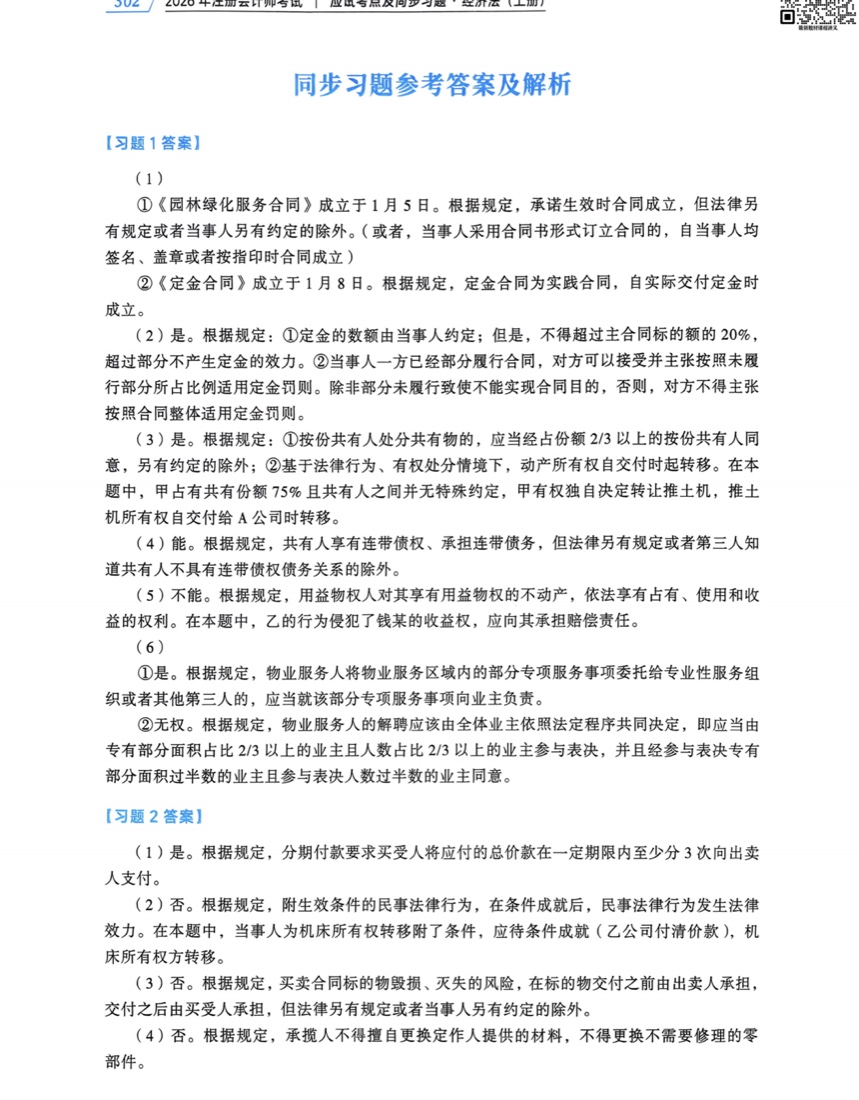 302 2026 年注册会计师考试 | 应试考点及同步习题·经济法（上册）
同步习题参考答案及解析
【习题 1 答案】
（1）
①《园林绿化服务合同》成立于 1 月 5 日。根据规定，承诺生效时合同成立，但法律另
有规定或者当事人另有约定的除外。（或者，当事人采用合同书形式订立合同的，自当事人均
签名、盖章或者按指印时合同成立）
②《定金合同》成立于 1 月 8 日。根据规定，定金合同为实践合同，自实际交付定金时
成立。
（2）是。根据规定：①定金的数额由当事人约定；但是，不得超过主合同标的额的 20%，
超过部分不产生定金的效力。②当事人一方已经部分履行合同，对方可以接受并主张按照未履
行部分所占比例适用定金罚则。除非部分未履行致使不能实现合同目的，否则，对方不得主张
按照合同整体适用定金罚则。
（3）是。根据规定：①按份共有人处分共有物的，应当经占份额 2/3 以上的按份共有人同
意，另有约定的除外；②基于法律行为、有权处分情境下，动产所有权自交付时起转移。在本
题中，甲占有共有份额 75% 且共有人之间并无特殊约定，甲有权独自决定转让推土机，推土
机所有权自交付给 A 公司时转移。
（4）能。根据规定，共有人享有连带债权、承担连带债务，但法律另有规定或者第三人知
道共有人不具有连带债权债务关系的除外。
（5）不能。根据规定，用益物权人对其享有用益物权的不动产，依法享有占有、使用和收
益的权利。在本题中，乙的行为侵犯了钱某的收益权，应向其承担赔偿责任。
（6）
①是。根据规定，物业服务人将物业服务区域内的部分专项服务事项委托给专业性服务组
织或者其他第三人的，应当就该部分专项服务事项向业主负责。
②无权。根据规定，物业服务人的解聘应该由全体业主依照法定程序共同决定，即应当由
专有部分面积占比 2/3 以上的业主且人数占比 2/3 以上的业主参与表决，并且经参与表决专有
部分面积过半数的业主且参与表决人数过半数的业主同意。
【习题 2 答案】
（1）是。根据规定，分期付款要求买受人将应付的总价款在一定期限内至少分 3 次向出卖
人支付。
（2）否。根据规定，附生效条件的民事法律行为，在条件成就后，民事法律行为发生法律
效力。在本题中，当事人为机床所有权转移附了条件，应待条件成就（乙公司付清价款），机
床所有权方转移。
（3）否。根据规定，买卖合同标的物毁损、灭失的风险，在标的物交付之前由出卖人承担，
交付之后由买受人承担，但法律另有规定或者当事人另有约定的除外。
（4）否。根据规定，承揽人不得擅自更换定作人提供的材料，不得更换不需要修理的零
部件。